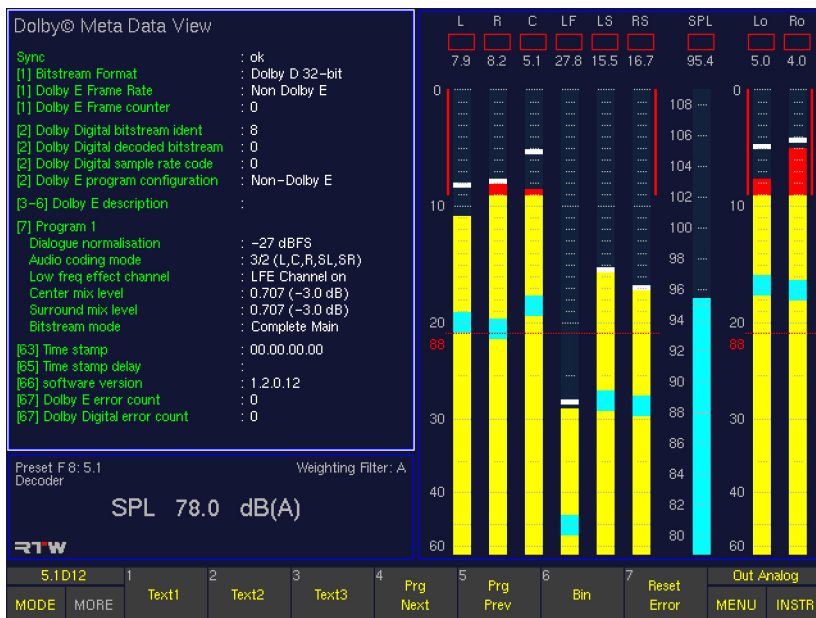 Dolby© Meta Data View
Sync : ok
[1] Bitstream Format : Dolby D 32-bit
[1] Dolby E Frame Rate : Non Dolby E
[1] Dolby E Frame counter : 0
[2] Dolby Digital bitstream ident : 8
[2] Dolby Digital decoded bitstream : 0
[2] Dolby Digital sample rate code : 0
[2] Dolby E program configuration : Non-Dolby E
[3-6] Dolby E description :
[7] Program 1
Dialogue normalisation : -27 dBFS
Audio coding mode : 3/2 (L,C,R,SL,SR)
Low freq effect channel : LFE Channel on
Center mix level : 0.707 (-3.0 dB)
Surround mix level : 0.707 (-3.0 dB)
Bitstream mode : Complete Main
[63] Time stamp : 00.00.00.00
[65] Time stamp delay :
[66] software version : 1.2.0.12
[67] Dolby E error count : 0
[67] Dolby Digital error count : 0
Preset F 8: 5.1 Weighting Filter: A
Decoder
SPL 78.0 dB(A)
RTW
L R C LF LS RS SPL Lo Ro
7.9 8.2 5.1 27.8 15.5 16.7 95.4 5.0 4.0
0 0
108
106
104
102
10 10
100
98
96
94
20 20
88 88
92
90
88
30 30
86
84
40 40
82
80
60 60
5.1D12 1 2 3 4 5 6 7 Out Analog
MODE MORE Text1 Text2 Text3 Prg Next Prg Prev Bin Reset Error MENU INSTR